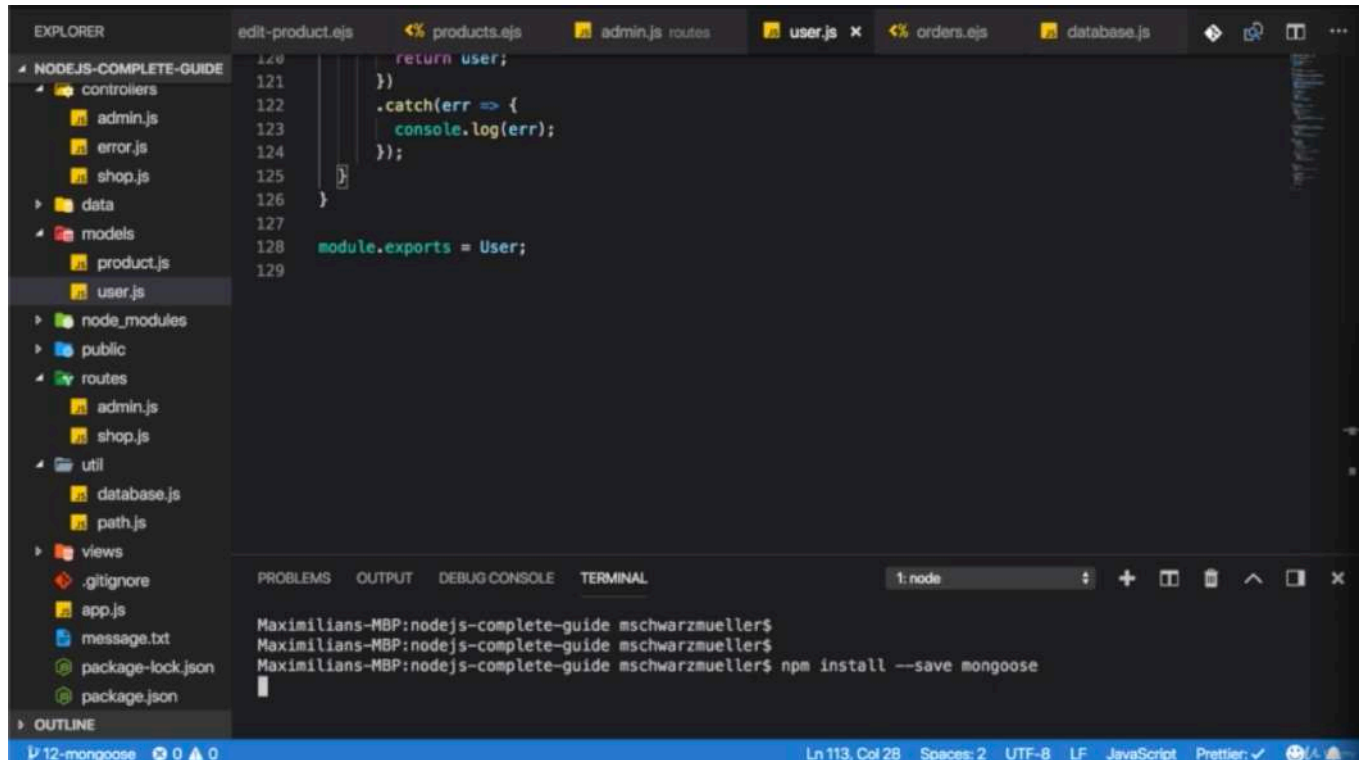 EXPLORER
NODEJS-COMPLETE-GUIDE
controllers
admin.js
error.js
shop.js
data
models
product.js
user.js
node_modules
public
routes
admin.js
shop.js
util
database.js
path.js
views
.gitignore
app.js
message.txt
package-lock.json
package.json
OUTLINE
edit-product.ejs <% products.ejs JS admin.js routes JS user.js × <% orders.ejs JS database.js
120 return user;
121 })
122 .catch(err => {
123 console.log(err);
124 });
125 }
126 }
127
128 module.exports = User;
129
PROBLEMS OUTPUT DEBUG CONSOLE TERMINAL 1: node
Maximilians-MBP:nodejs-complete-guide mschwarzmueller$
Maximilians-MBP:nodejs-complete-guide mschwarzmueller$
Maximilians-MBP:nodejs-complete-guide mschwarzmueller$ npm install --save mongoose
12-mongoose 0 0 Ln 113, Col 28 Spaces: 2 UTF-8 LF JavaScript Prettier: ✓